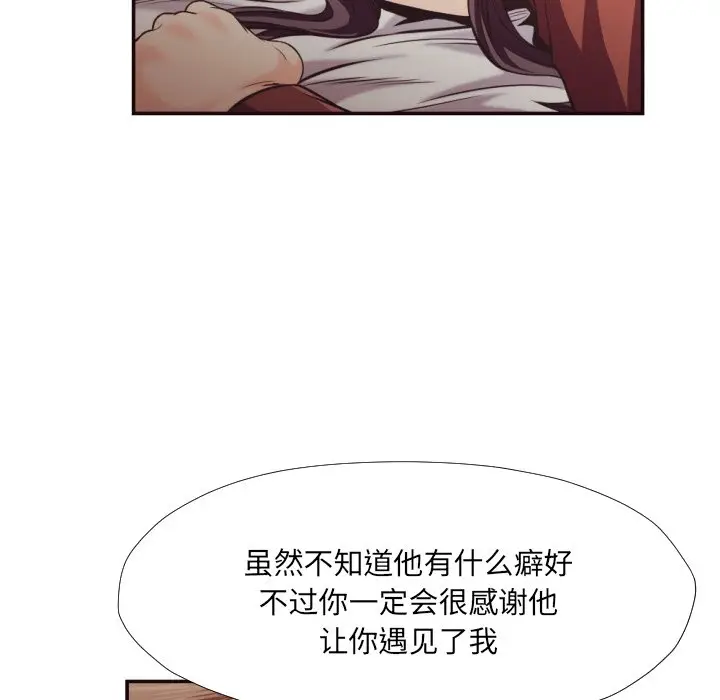 虽然不知道他有什么癖好
不过你一定会很感谢他
让你遇见了我